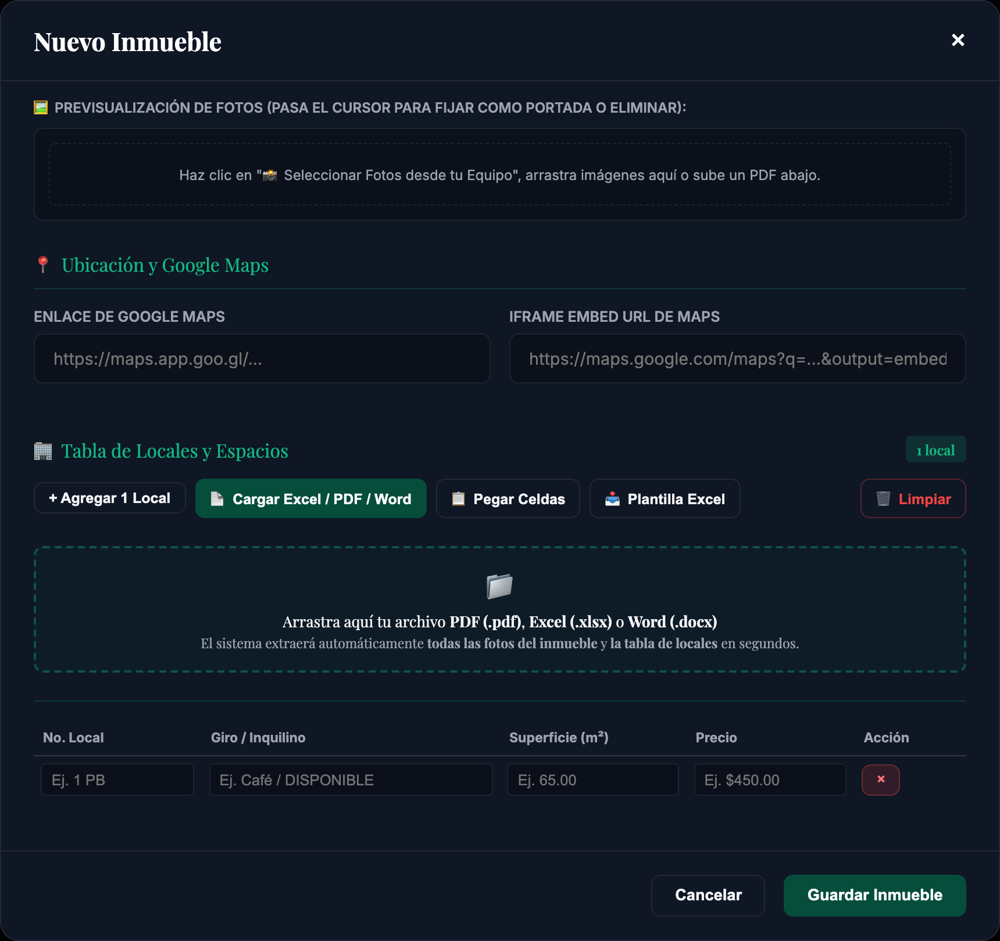 Nuevo Inmueble
×
🖼️ PREVISUALIZACIÓN DE FOTOS (PASA EL CURSOR PARA FIJAR COMO PORTADA O ELIMINAR):
Haz clic en "📸 Seleccionar Fotos desde tu Equipo", arrastra imágenes aquí o sube un PDF abajo.
📍 Ubicación y Google Maps
ENLACE DE GOOGLE MAPS
https://maps.app.goo.gl/...
IFRAME EMBED URL DE MAPS
https://maps.google.com/maps?q=...&output=embed
🏢 Tabla de Locales y Espacios
1 local
+ Agregar 1 Local
📄 Cargar Excel / PDF / Word
📋 Pegar Celdas
📥 Plantilla Excel
🗑️ Limpiar
Arrastra aquí tu archivo PDF (.pdf), Excel (.xlsx) o Word (.docx)
El sistema extraerá automáticamente todas las fotos del inmueble y la tabla de locales en segundos.
No. Local Giro / Inquilino Superficie (m²) Precio Acción
Ej. 1 PB Ej. Café / DISPONIBLE Ej. 65.00 Ej. $450.00 ×
Cancelar
Guardar Inmueble